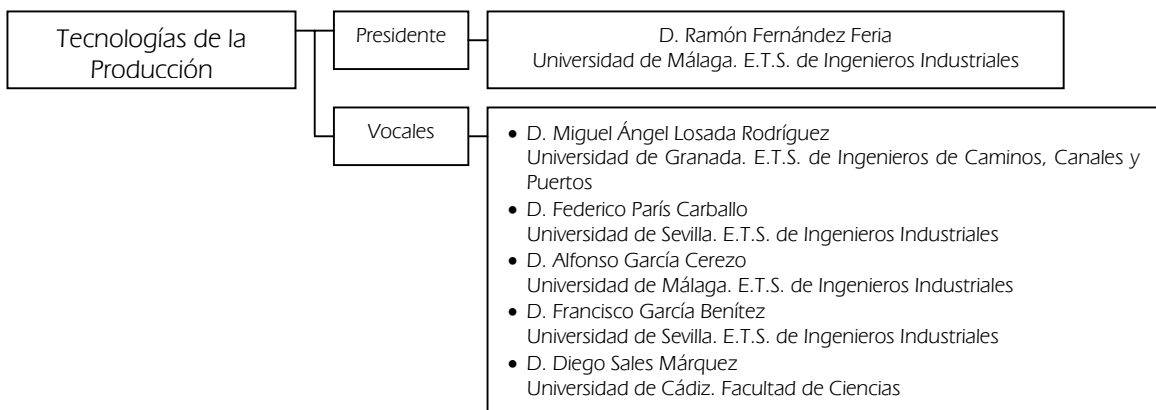 Tecnologías de la
Producción
Presidente
D. Ramón Fernández Feria
Universidad de Málaga. E.T.S. de Ingenieros Industriales
Vocales
• D. Miguel Ángel Losada Rodríguez
Universidad de Granada. E.T.S. de Ingenieros de Caminos, Canales y
Puertos
• D. Federico París Carballo
Universidad de Sevilla. E.T.S. de Ingenieros Industriales
• D. Alfonso García Cerezo
Universidad de Málaga. E.T.S. de Ingenieros Industriales
• D. Francisco García Benítez
Universidad de Sevilla. E.T.S. de Ingenieros Industriales
• D. Diego Sales Márquez
Universidad de Cádiz. Facultad de Ciencias